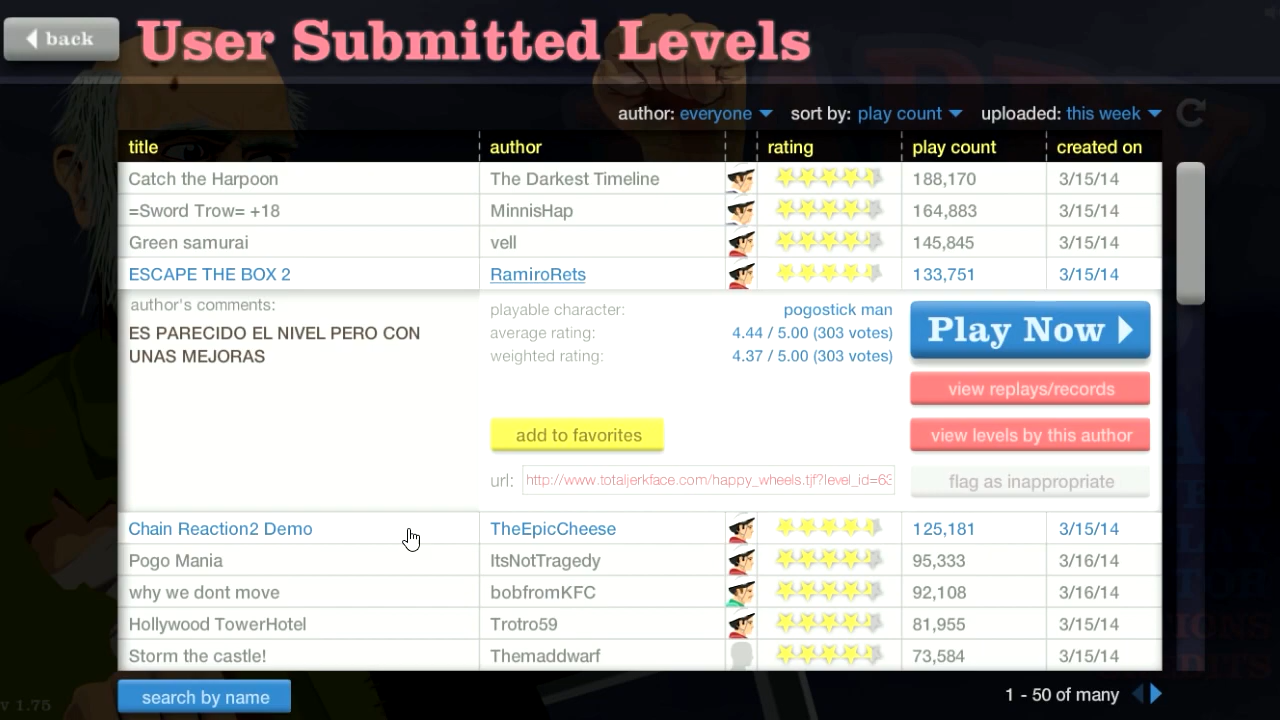 back
User Submitted Levels
author: everyone sort by: play count uploaded: this week
title author rating play count created on
Catch the Harpoon The Darkest Timeline 188,170 3/15/14
=Sword Trow= +18 MinnisHap 164,883 3/15/14
Green samurai vell 145,845 3/15/14
ESCAPE THE BOX 2 RamiroRets 133,751 3/15/14
author's comments:
ES PARECIDO EL NIVEL PERO CON
UNAS MEJORAS
playable character: pogostick man
average rating: 4.44 / 5.00 (303 votes)
weighted rating: 4.37 / 5.00 (303 votes)
add to favorites
url: http://www.totaljerkface.com/happy_wheels.tjf?level_id=63
Play Now
view replays/records
view levels by this author
flag as inappropriate
Chain Reaction2 Demo TheEpicCheese 125,181 3/15/14
Pogo Mania ItsNotTragedy 95,333 3/16/14
why we dont move bobfromKFC 92,108 3/16/14
Hollywood TowerHotel Trotro59 81,955 3/15/14
Storm the castle! Themaddwarf 73,584 3/15/14
search by name
1 - 50 of many
v 1.75